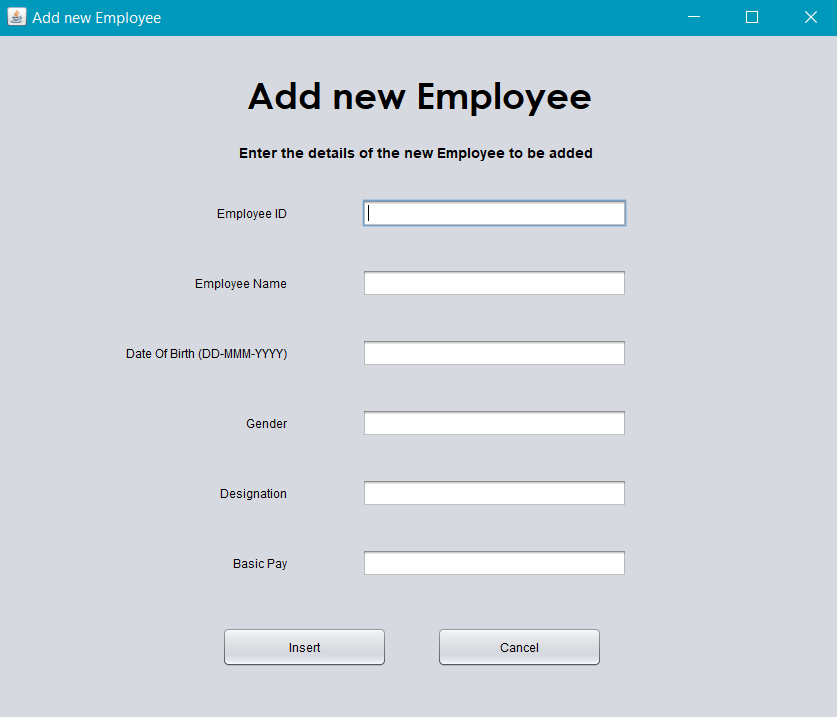 Add new Employee
Add new Employee
Enter the details of the new Employee to be added
Employee ID
Employee Name
Date Of Birth (DD-MMM-YYYY)
Gender
Designation
Basic Pay
Insert Cancel